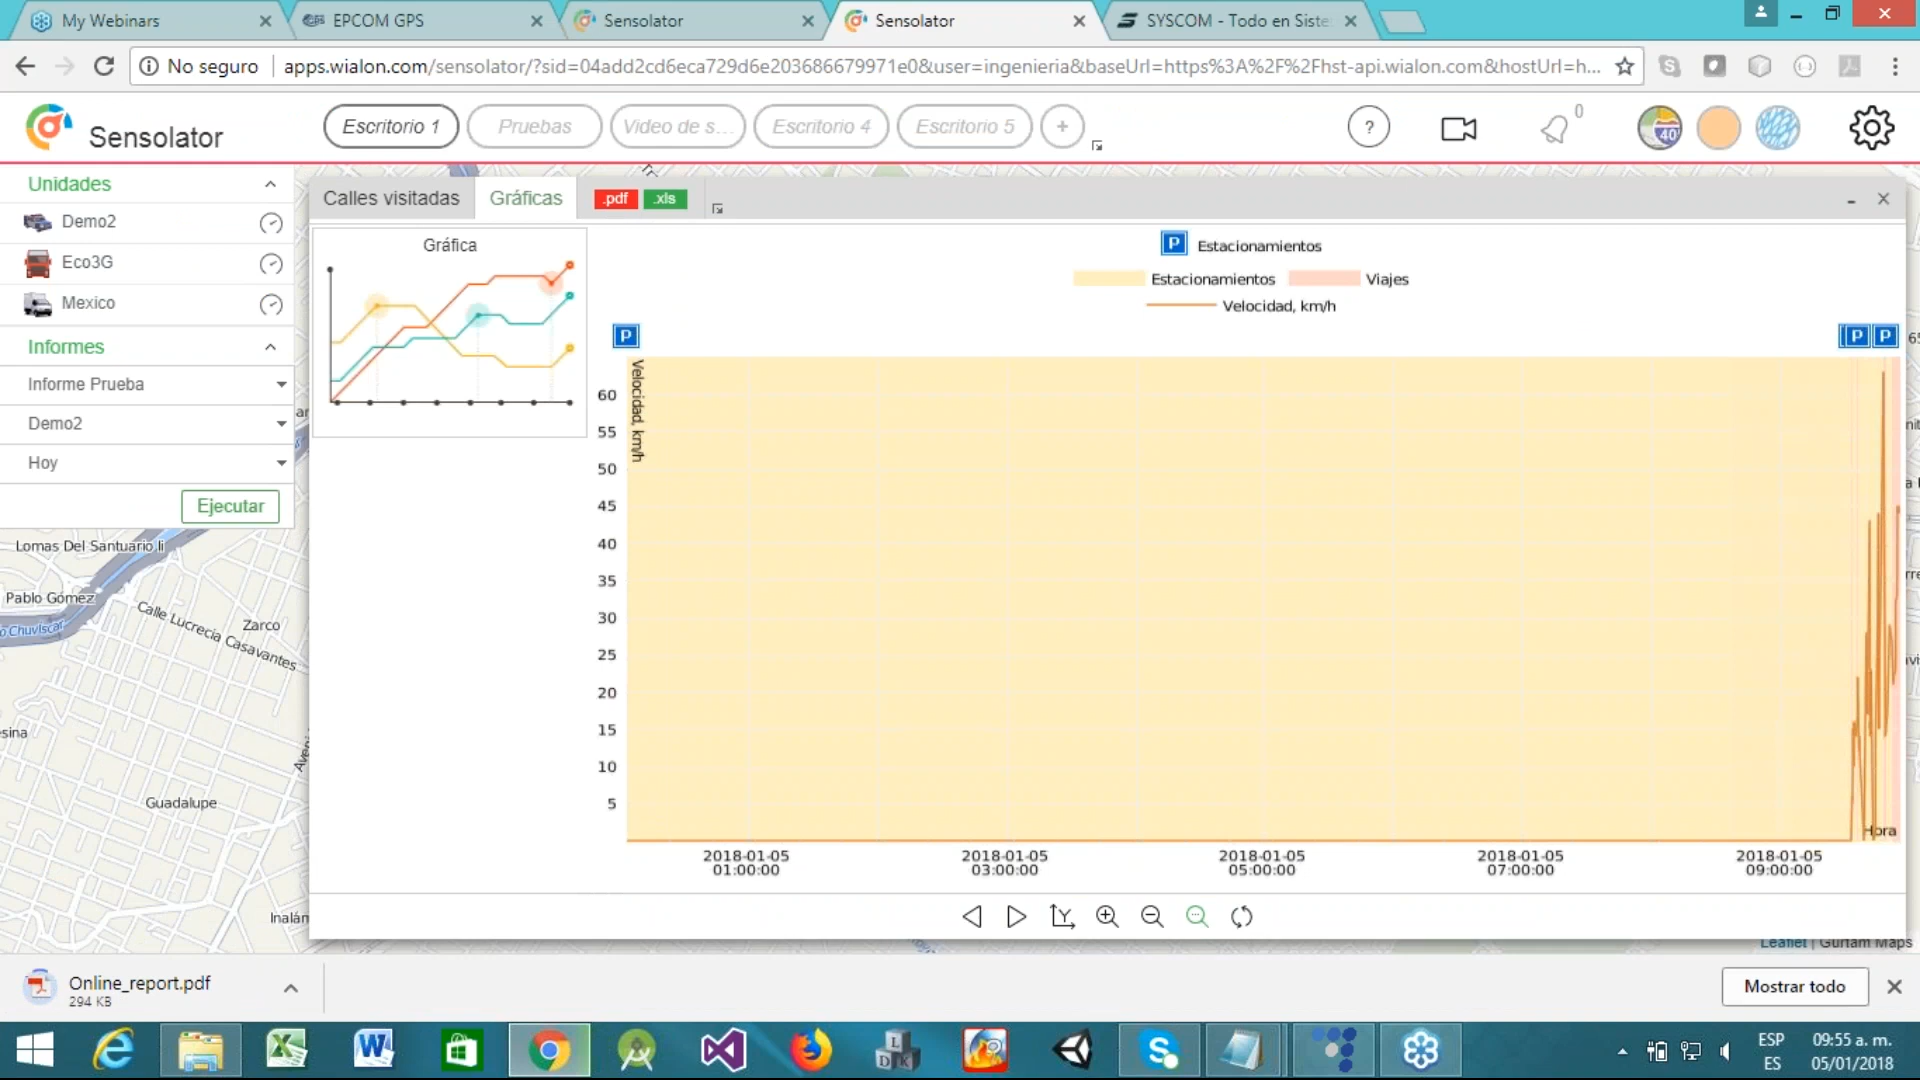 My Webinars
EPCOM GPS
Sensolator
Sensolator
SYSCOM - Todo en Siste
No seguro
apps.wialon.com/sensolator/?sid=04add2cd6eca729d6e203686679971e0&user=ingenieria&baseUrl=https%3A%2F%2Fhst-api.wialon.com&hostUrl=h...
Sensolator
Escritorio 1
Pruebas
Video de s...
Escritorio 4
Escritorio 5
+
?
0
40
Unidades
Demo2
Eco3G
Mexico
Informes
Informe Prueba
Demo2
Hoy
Ejecutar
Calles visitadas
Gráficas
.pdf
.xls
Gráfica
P Estacionamientos
Estacionamientos
Viajes
Velocidad, km/h
P
P
P
Velocidad, km/h
60
55
50
45
40
35
30
25
20
15
10
5
Hora
2018-01-05
01:00:00
2018-01-05
03:00:00
2018-01-05
05:00:00
2018-01-05
07:00:00
2018-01-05
09:00:00
Lomas Del Santuario Ii
Pablo Gómez
o Chuviscar
Calle Lucrecia Casavantes
Zarco
esina
Guadalupe
Inalám
Leaflet | Gurtam Maps
Online_report.pdf
294 KB
Mostrar todo
ESP
ES
09:55 a. m.
05/01/2018